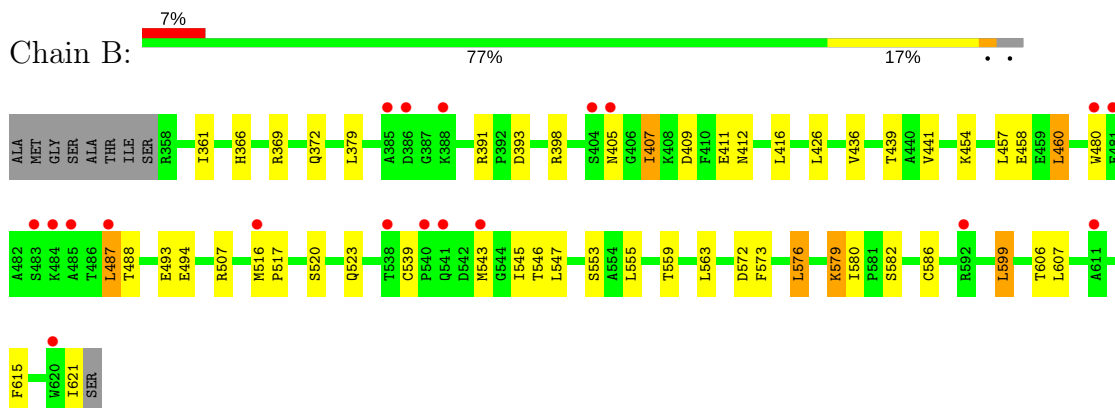 7%
Chain B:
77% 17% • •
ALA MET GLY SER ALA THR ILE SER R358 I361 H366 R369 Q372 L379 A385 D386 G387 K388 R391 P392 D393 R398 S404 N405 G406 I407 K408 D409 F410 E411 N412 L416 L426 V436 T439 A440 V441 K454 L457 E458 E459 L460 W480
A482 S483 K484 A485 T486 L487 T488 E493 E494 R507 M516 P517 S520 Q523 T538 C539 P540 Q541 D542 M543 G544 I545 T546 L547 S553 A554 L555 T559 L563 D572 F573 L576 K579 I580 P581 S582 C586 R592 L599 T606 L607 A611
F615 W620 I621 SER